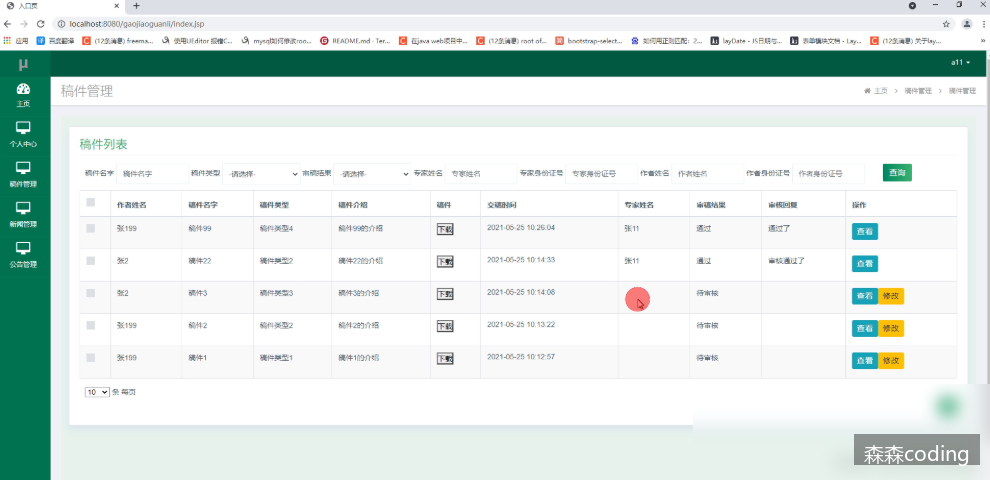 入口页
localhost:8080/gaojiaoguanli/index.jsp
应用 百度翻译 (12条消息) freema... 使用UEditor 报错C... mysql如何修改roo... README.md · Ter... 在java web项目中... (12条消息) root of... bootstrap-select... 如何用正则匹配：2... layDate - JS日期与... 表单模块文档 - Lay... (12条消息) 关于lay...
μ
a11
主页
个人中心
稿件管理
新闻管理
公告管理
稿件管理
主页 > 稿件管理 > 稿件管理
稿件列表
稿件名字 稿件名字 稿件类型 -请选择- 审稿结果 -请选择- 专家姓名 专家姓名 专家身份证号 专家身份证号 作者姓名 作者姓名 作者身份证号 作者身份证号 查询
作者姓名 稿件名字 稿件类型 稿件介绍 稿件 交稿时间 专家姓名 审稿结果 审核回复 操作
张199 稿件99 稿件类型4 稿件99的介绍 下载 2021-05-25 10:26:04 张11 通过 通过了 查看
张2 稿件22 稿件类型2 稿件22的介绍 下载 2021-05-25 10:14:33 张11 通过 审核通过了 查看
张2 稿件3 稿件类型3 稿件3的介绍 下载 2021-05-25 10:14:08 待审核 查看 修改
张199 稿件2 稿件类型2 稿件2的介绍 下载 2021-05-25 10:13:22 待审核 查看 修改
张199 稿件1 稿件类型1 稿件1的介绍 下载 2021-05-25 10:12:57 待审核 查看 修改
10 条 每页
森森coding